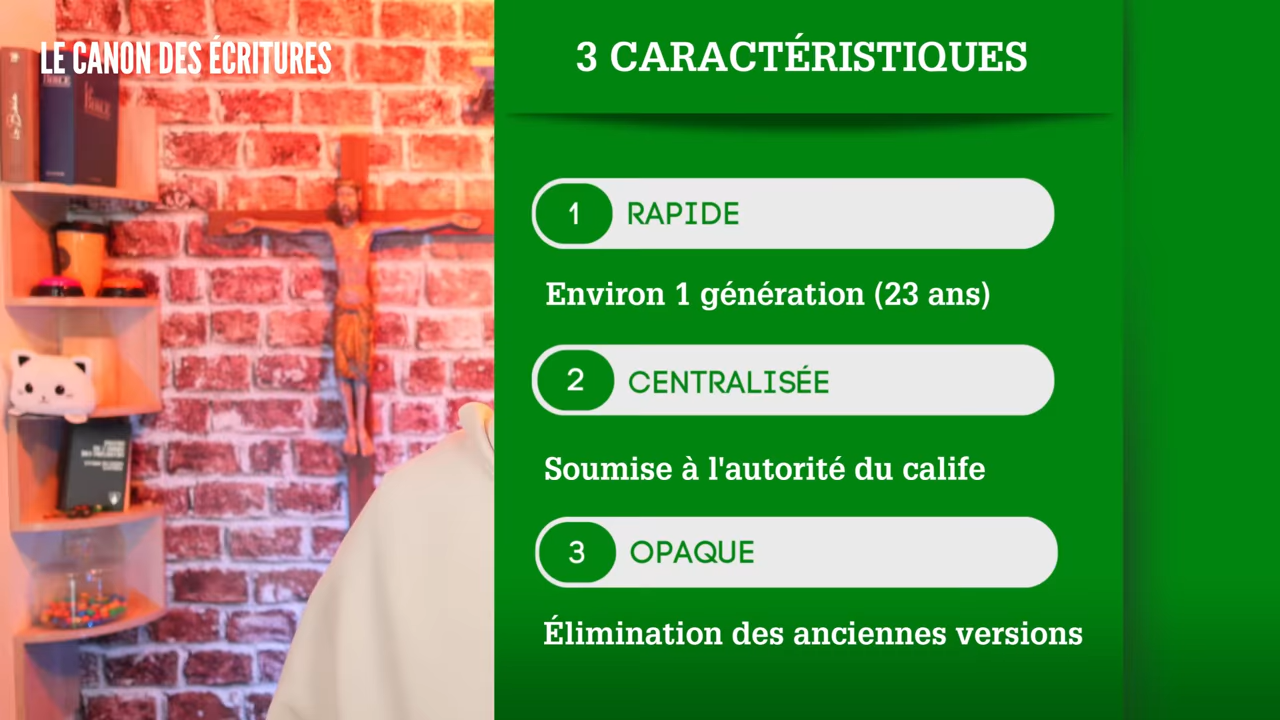 LE CANON DES ÉCRITURES
3 CARACTÉRISTIQUES
1 RAPIDE
Environ 1 génération (23 ans)
2 CENTRALISÉE
Soumise à l'autorité du calife
3 OPAQUE
Élimination des anciennes versions